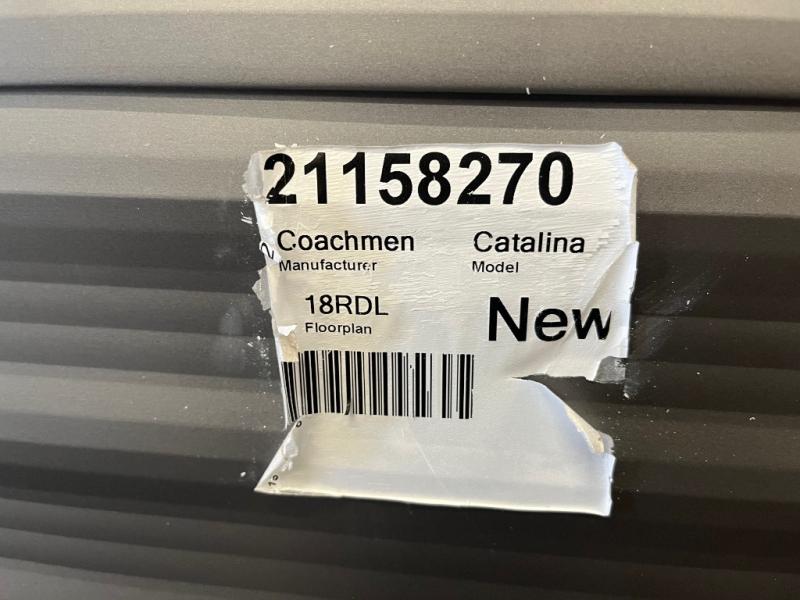 21158270
Coachmen Catalina
Manufacturer Model
18RDL New
Floorplan